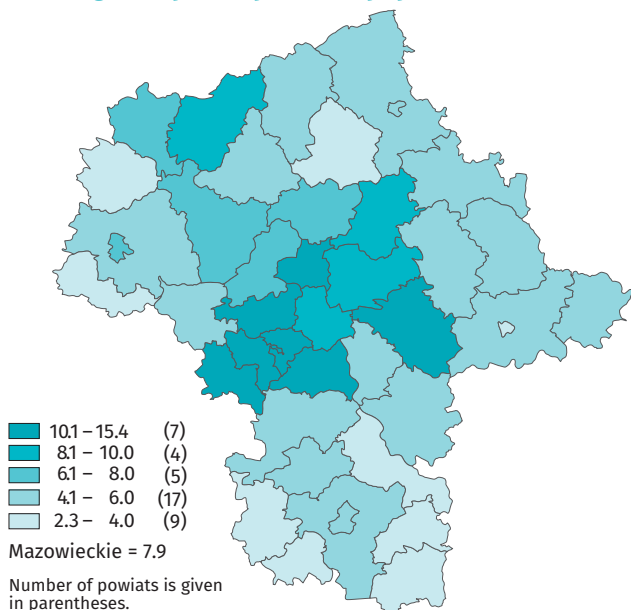 10.1 – 15.4 (7)
8.1 – 10.0 (4)
6.1 – 8.0 (5)
4.1 – 6.0 (17)
2.3 – 4.0 (9)
Mazowieckie = 7.9
Number of powiats is given
in parentheses.